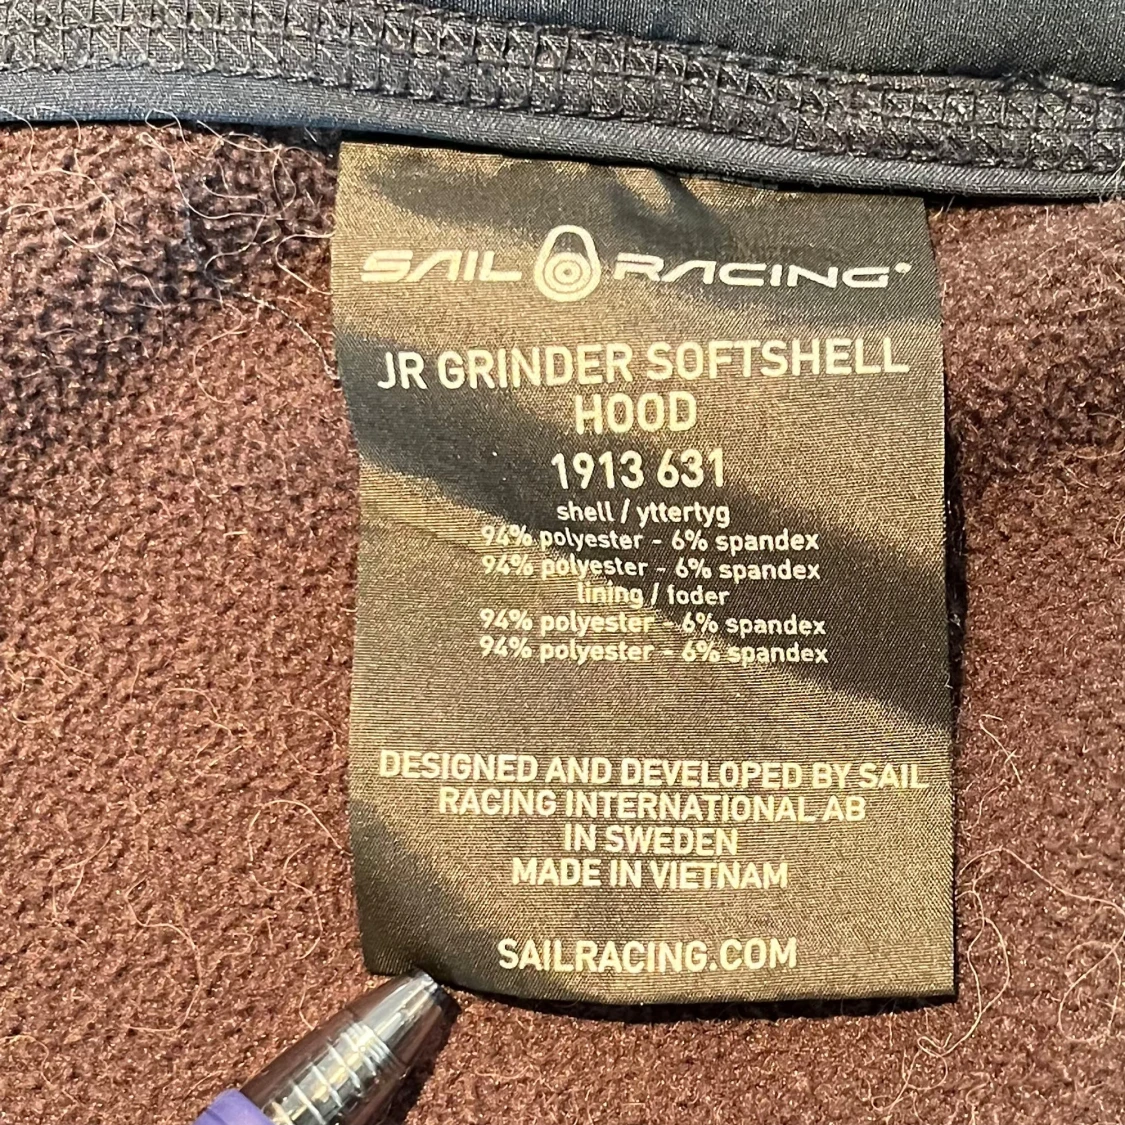 SAIL RACING®
JR GRINDER SOFTSHELL
HOOD
1913 631
shell / yttertyg
94% polyester - 6% spandex
94% polyester - 6% spandex
lining / foder
94% polyester - 6% spandex
94% polyester - 6% spandex
DESIGNED AND DEVELOPED BY SAIL
RACING INTERNATIONAL AB
IN SWEDEN
MADE IN VIETNAM
SAILRACING.COM